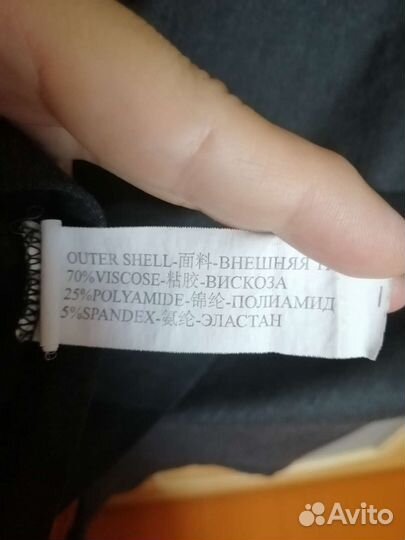 OUTER SHELL-面料-ВНЕШНЯЯ
70%VISCOSE-粘胶-ВИСКОЗА
25%POLYAMIDE-锦纶-ПОЛИАМИД
5%SPANDEX-氨纶-ЭЛАСТАН
Avito